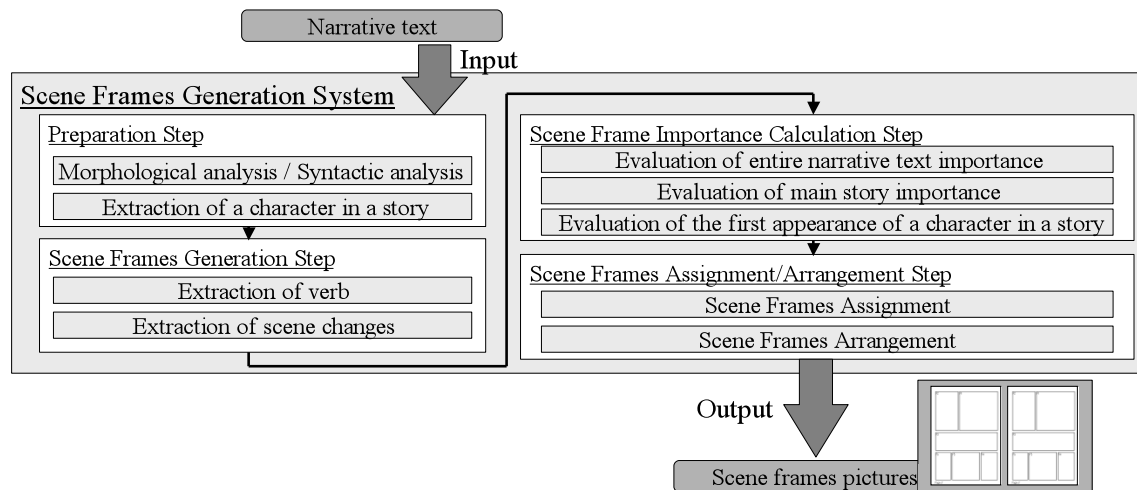 Narrative text
Input
Scene Frames Generation System
Preparation Step
Morphological analysis / Syntactic analysis
Extraction of a character in a story
Scene Frames Generation Step
Extraction of verb
Extraction of scene changes
Scene Frame Importance Calculation Step
Evaluation of entire narrative text importance
Evaluation of main story importance
Evaluation of the first appearance of a character in a story
Scene Frames Assignment/Arrangement Step
Scene Frames Assignment
Scene Frames Arrangement
Output
Scene frames pictures